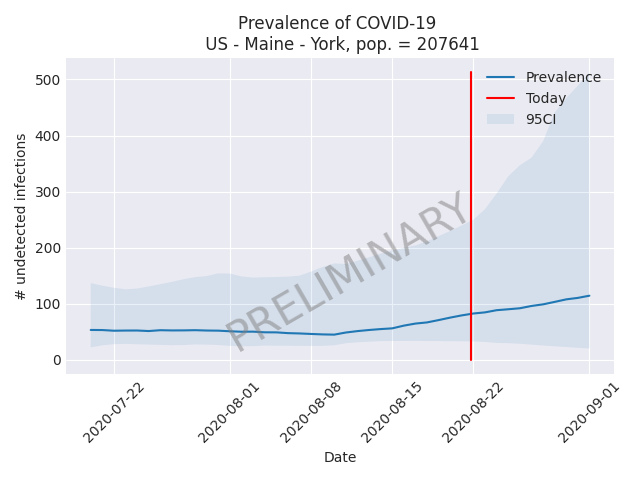 Prevalence of COVID-19
US - Maine - York, pop. = 207641
# undetected infections
500
400
300
200
100
0
Prevalence
Today
95CI
PRELIMINARY
2020-07-22
2020-08-01
2020-08-08
2020-08-15
2020-08-22
2020-09-01
Date